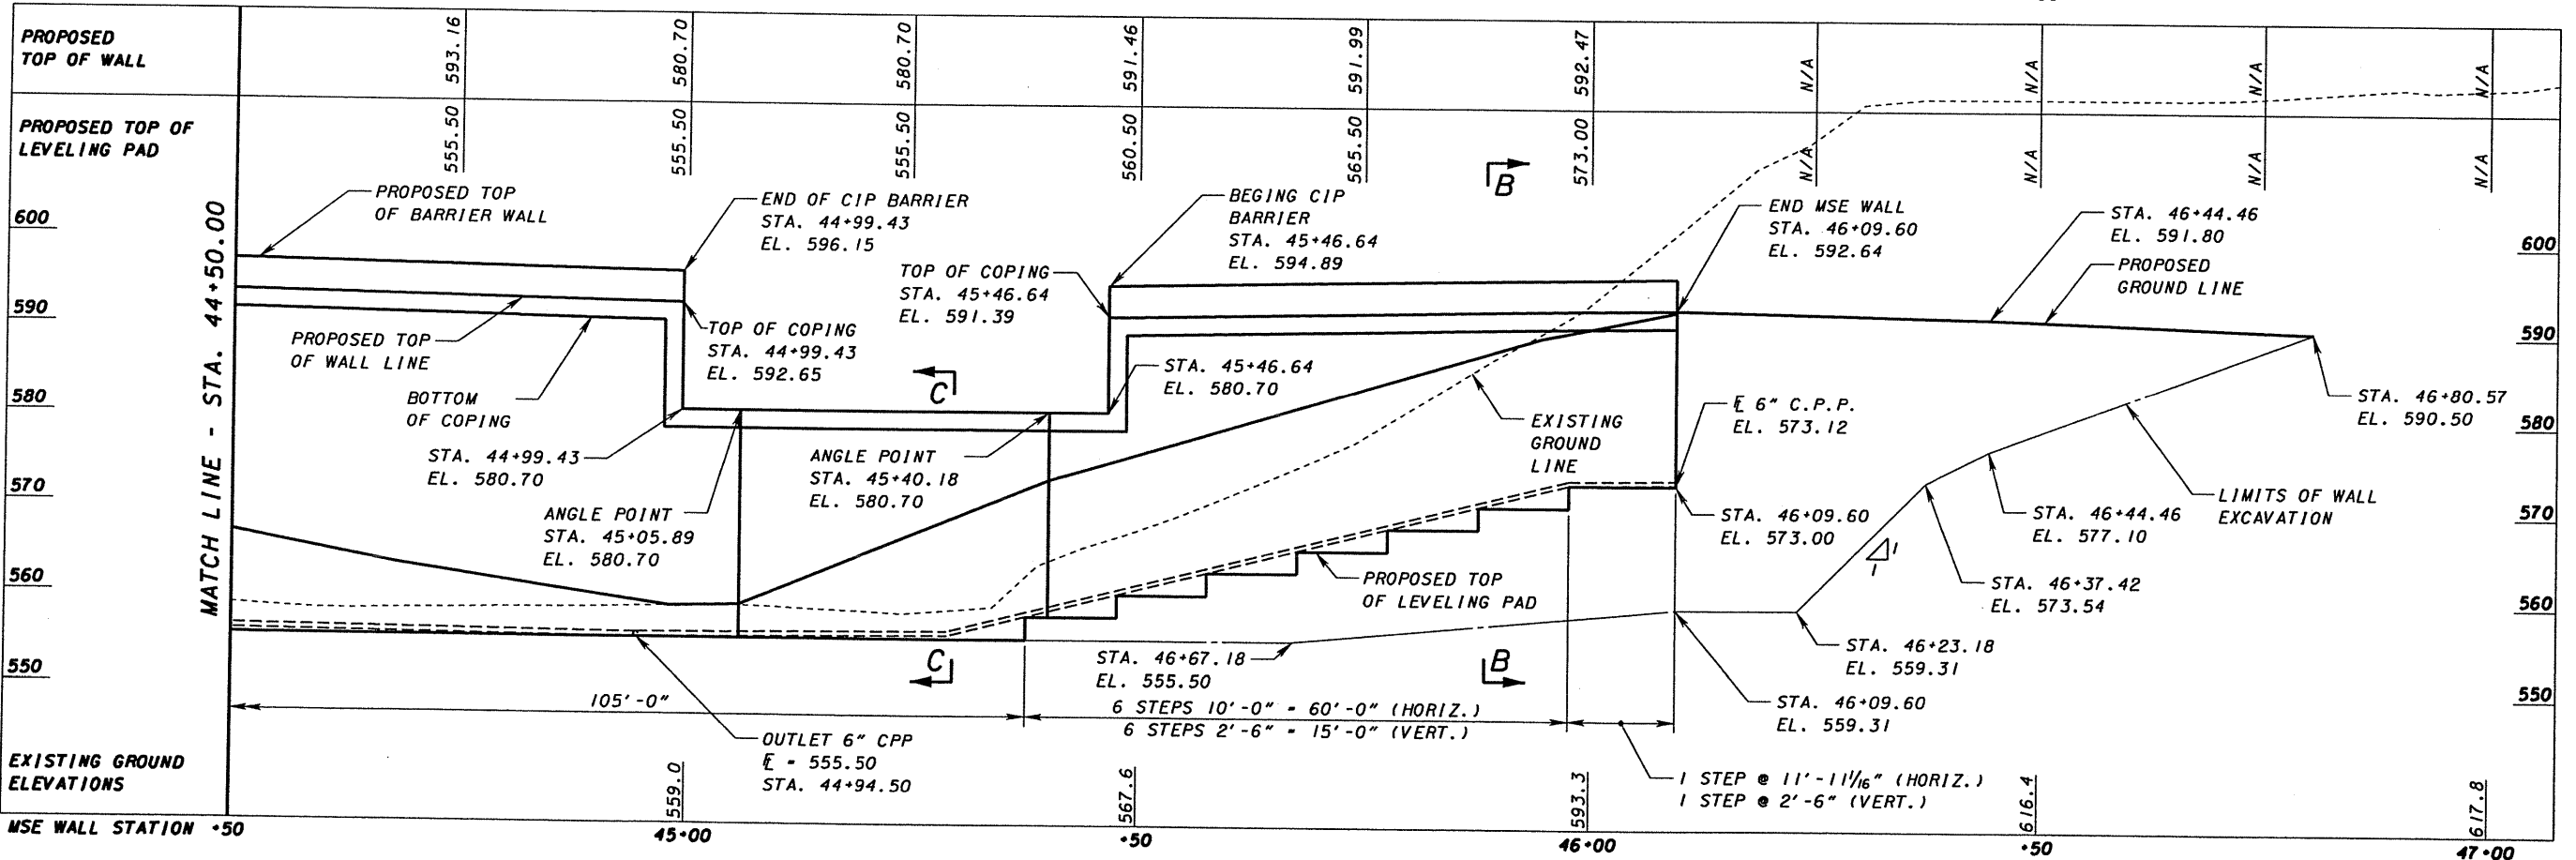 PROPOSED
TOP OF WALL
593.16
580.70
580.70
591.46
591.99
592.47
N/A
N/A
N/A
N/A
PROPOSED TOP OF
LEVELING PAD
555.50
555.50
555.50
560.50
565.50
573.00
N/A
N/A
N/A
N/A
MATCH LINE - STA. 44+50.00
600
590
580
570
560
550
PROPOSED TOP
OF BARRIER WALL
END OF CIP BARRIER
STA. 44+99.43
EL. 596.15
TOP OF COPING
STA. 45+46.64
EL. 591.39
BEGING CIP
BARRIER
STA. 45+46.64
EL. 594.89
B
END MSE WALL
STA. 46+09.60
EL. 592.64
STA. 46+44.46
EL. 591.80
PROPOSED
GROUND LINE
600
590
580
570
560
550
PROPOSED TOP
OF WALL LINE
TOP OF COPING
STA. 44+99.43
EL. 592.65
C
STA. 45+46.64
EL. 580.70
BOTTOM
OF COPING
STA. 44+99.43
EL. 580.70
ANGLE POINT
STA. 45+40.18
EL. 580.70
EXISTING
GROUND
LINE
6" C.P.P.
EL. 573.12
STA. 46+80.57
EL. 590.50
ANGLE POINT
STA. 45+05.89
EL. 580.70
STA. 46+09.60
EL. 573.00
STA. 46+44.46
EL. 577.10
LIMITS OF WALL
EXCAVATION
1
1
PROPOSED TOP
OF LEVELING PAD
STA. 46+37.42
EL. 573.54
STA. 46+67.18
EL. 555.50
C
B
STA. 46+23.18
EL. 559.31
STA. 46+09.60
EL. 559.31
105'-0"
6 STEPS 10'-0" = 60'-0" (HORIZ.)
6 STEPS 2'-6" = 15'-0" (VERT.)
OUTLET 6" CPP
= 555.50
STA. 44+94.50
1 STEP @ 11'-11 1/16" (HORIZ.)
1 STEP @ 2'-6" (VERT.)
EXISTING GROUND
ELEVATIONS
559.0
567.6
593.3
616.4
617.8
MSE WALL STATION +50
45+00
+50
46+00
+50
47+00